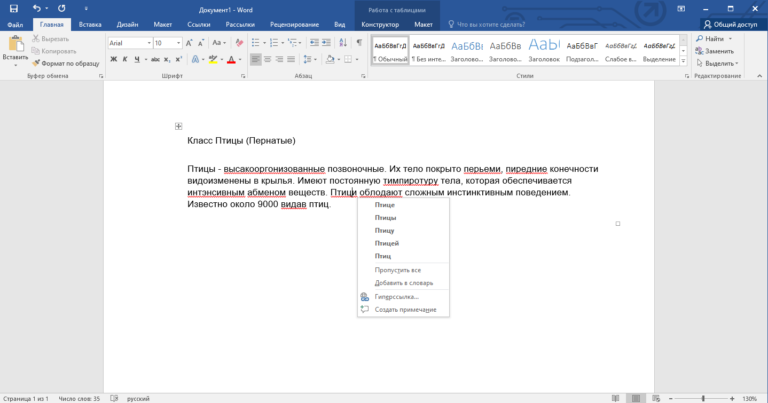 Документ1 - Word
Работа с таблицами
Файл
Главная
Вставка
Дизайн
Макет
Ссылки
Рассылки
Рецензирование
Вид
Конструктор
Макет
Что вы хотите сделать?
Общий доступ
Вставить
Вырезать
Копировать
Формат по образцу
Буфер обмена
Arial
10
Шрифт
Абзац
АаБбВвГгД
¶ Обычный
АаБбВвГгД
¶ Без инте...
АаБбВв
Заголово...
АаБбВвГ
Заголово...
Заголовок
АаБбВвГ
Подзагол...
АаБбВвГг
Слабое в...
АаБбВвГг
Выделение
Стили
Найти
Заменить
Выделить
Редактирование
Класс Птицы (Пернатые)
Птицы - высакооргонизованные позвоночные. Их тело покрыто перьеми, пиредние конечности
видоизменены в крылья. Имеют постоянную тимпиротуру тела, которая обеспечивается
интэнсивным абменом веществ. Птици облодают сложным инстинктивным поведением.
Известно около 9000 видав птиц.
Птице
Птицы
Птицу
Птицей
Птиц
Пропустить все
Добавить в словарь
Гиперссылка...
Создать примечание
Страница 1 из 1
Число слов: 35
русский
130%